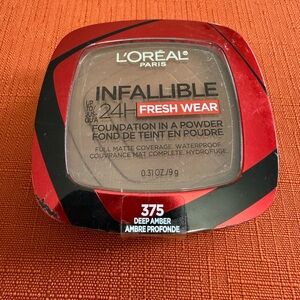 L'ORÉAL
PARIS
INFALLIBLE
24H FRESH WEAR
FOUNDATION IN A POWDER
FOND DE TEINT EN POUDRE
FULL MATTE COVERAGE. WATERPROOF
COUVRANCE MAT COMPLETE. HYDROFUGE
0.31 OZ/9g
375
DEEP AMBER
AMBRE PROFONDE